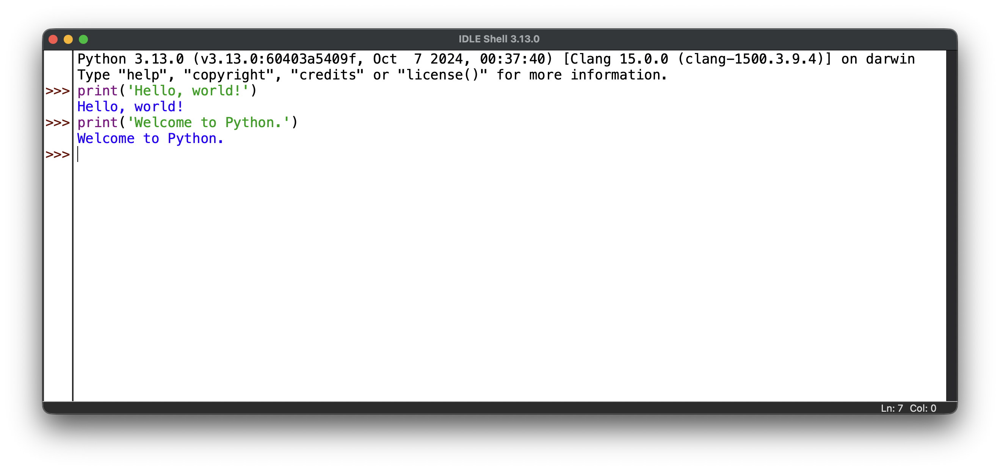 IDLE Shell 3.13.0
Python 3.13.0 (v3.13.0:60403a5409f, Oct  7 2024, 00:37:40) [Clang 15.0.0 (clang-1500.3.9.4)] on darwin
Type "help", "copyright", "credits" or "license()" for more information.
>>> print('Hello, world!')
Hello, world!
>>> print('Welcome to Python.')
Welcome to Python.
>>>
Ln: 7  Col: 0